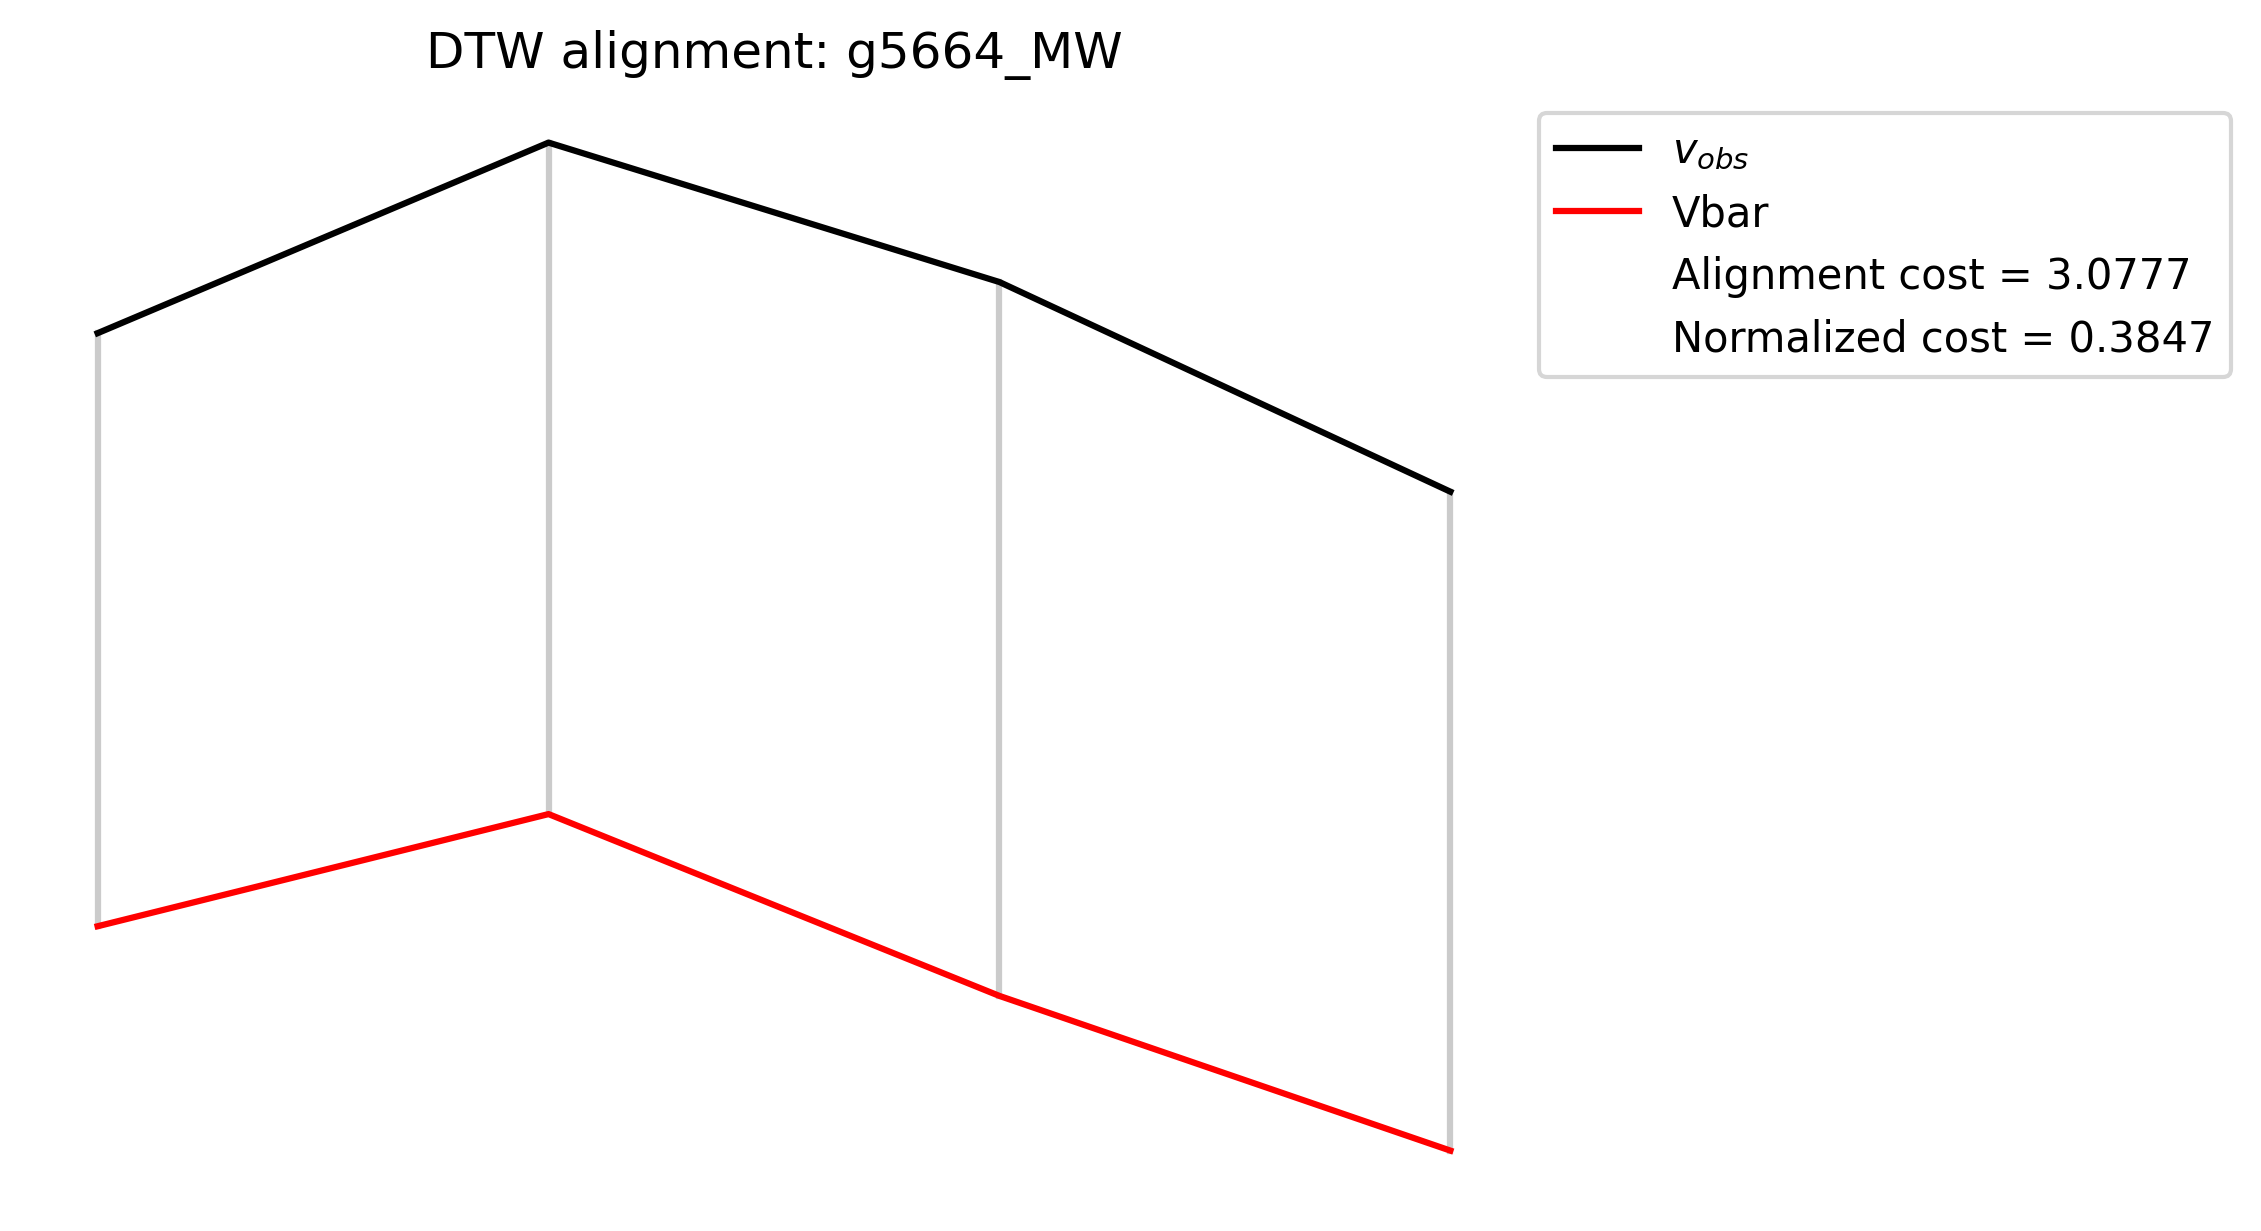 DTW alignment: g5664_MW
v_obs
Vbar
Alignment cost = 3.0777
Normalized cost = 0.3847